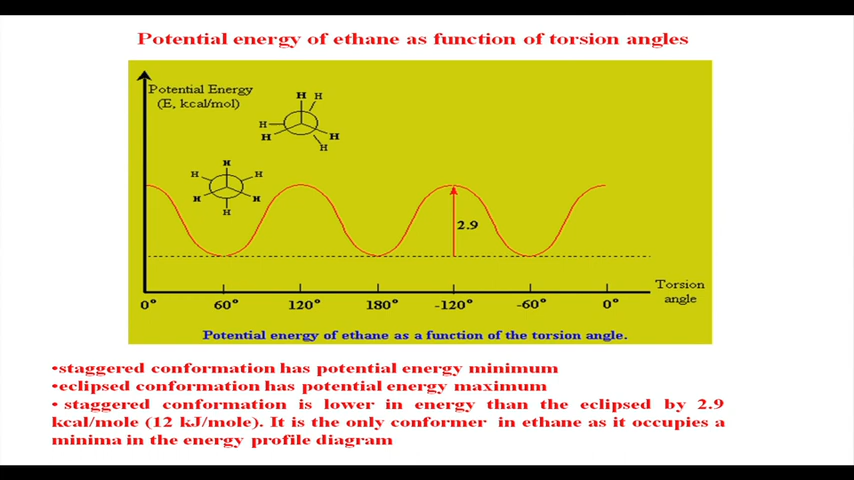 Potential energy of ethane as function of torsion angles
Potential Energy
(E, kcal/mol)
H H
H
H H
H
H
H H
H H
H
2.9
Torsion
angle
0° 60° 120° 180° -120° -60° 0°
Potential energy of ethane as a function of the torsion angle.
•staggered conformation has potential energy minimum
•eclipsed conformation has potential energy maximum
• staggered conformation is lower in energy than the eclipsed by 2.9
kcal/mole (12 kJ/mole). It is the only conformer in ethane as it occupies a
minima in the energy profile diagram